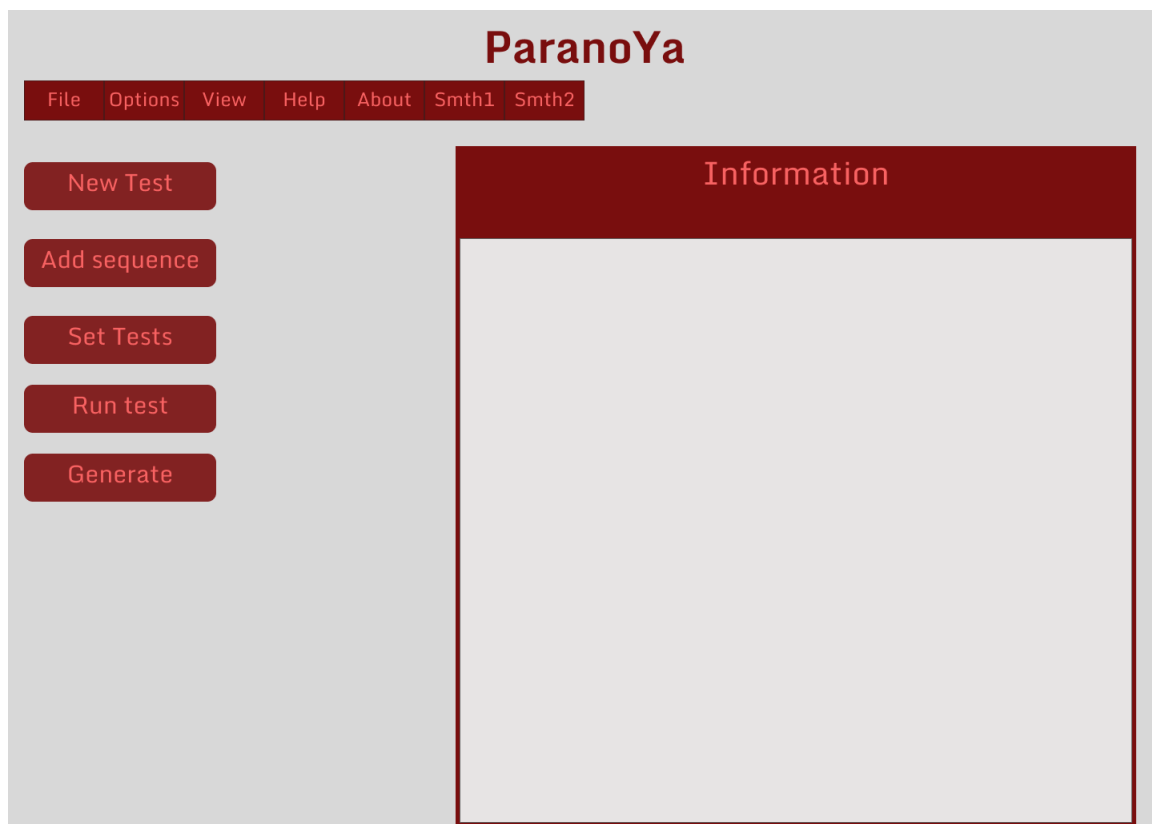 ParanoYa
File Options View Help About Smth1 Smth2
Information
New Test
Add sequence
Set Tests
Run test
Generate